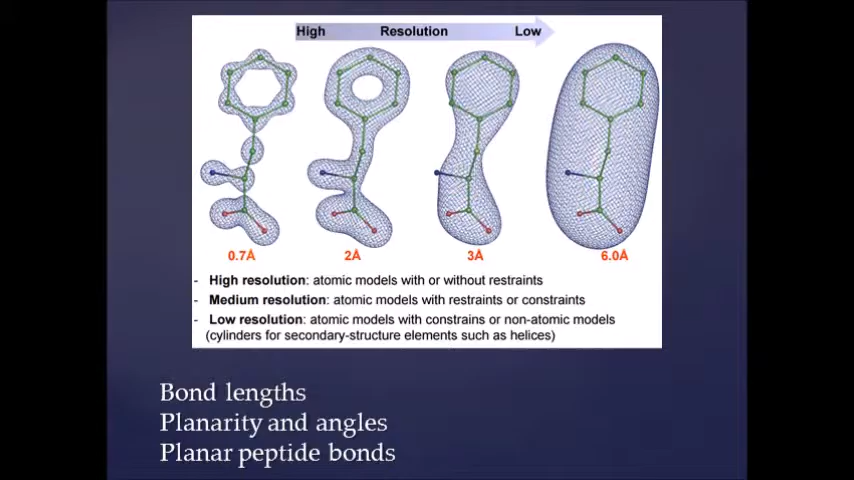 High Resolution Low
0.7Å 2Å 3Å 6.0Å
- High resolution: atomic models with or without restraints
- Medium resolution: atomic models with restraints or constraints
- Low resolution: atomic models with constrains or non-atomic models
(cylinders for secondary-structure elements such as helices)
Bond lengths
Planarity and angles
Planar peptide bonds